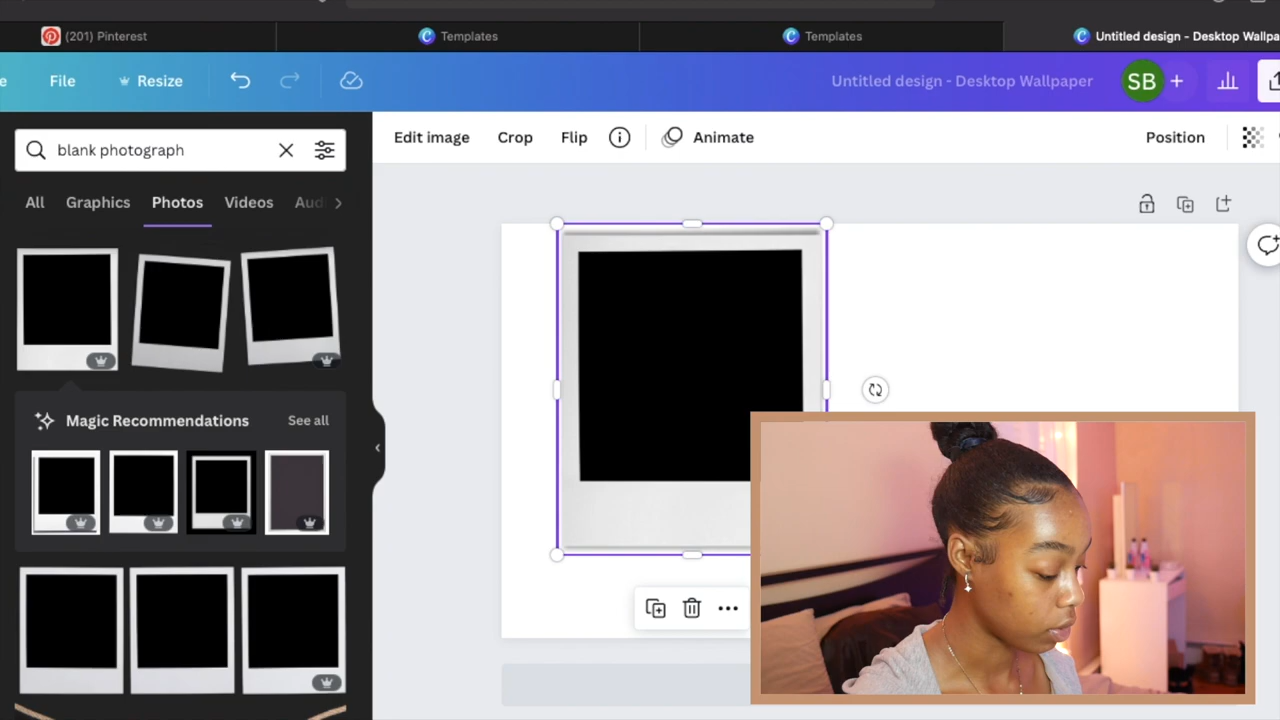 (201) Pinterest
Templates
Templates
Untitled design - Desktop Wallpa
File
Resize
Untitled design - Desktop Wallpaper
SB
blank photograph
Edit image
Crop
Flip
Animate
Position
All
Graphics
Photos
Videos
Aud
Magic Recommendations
See all